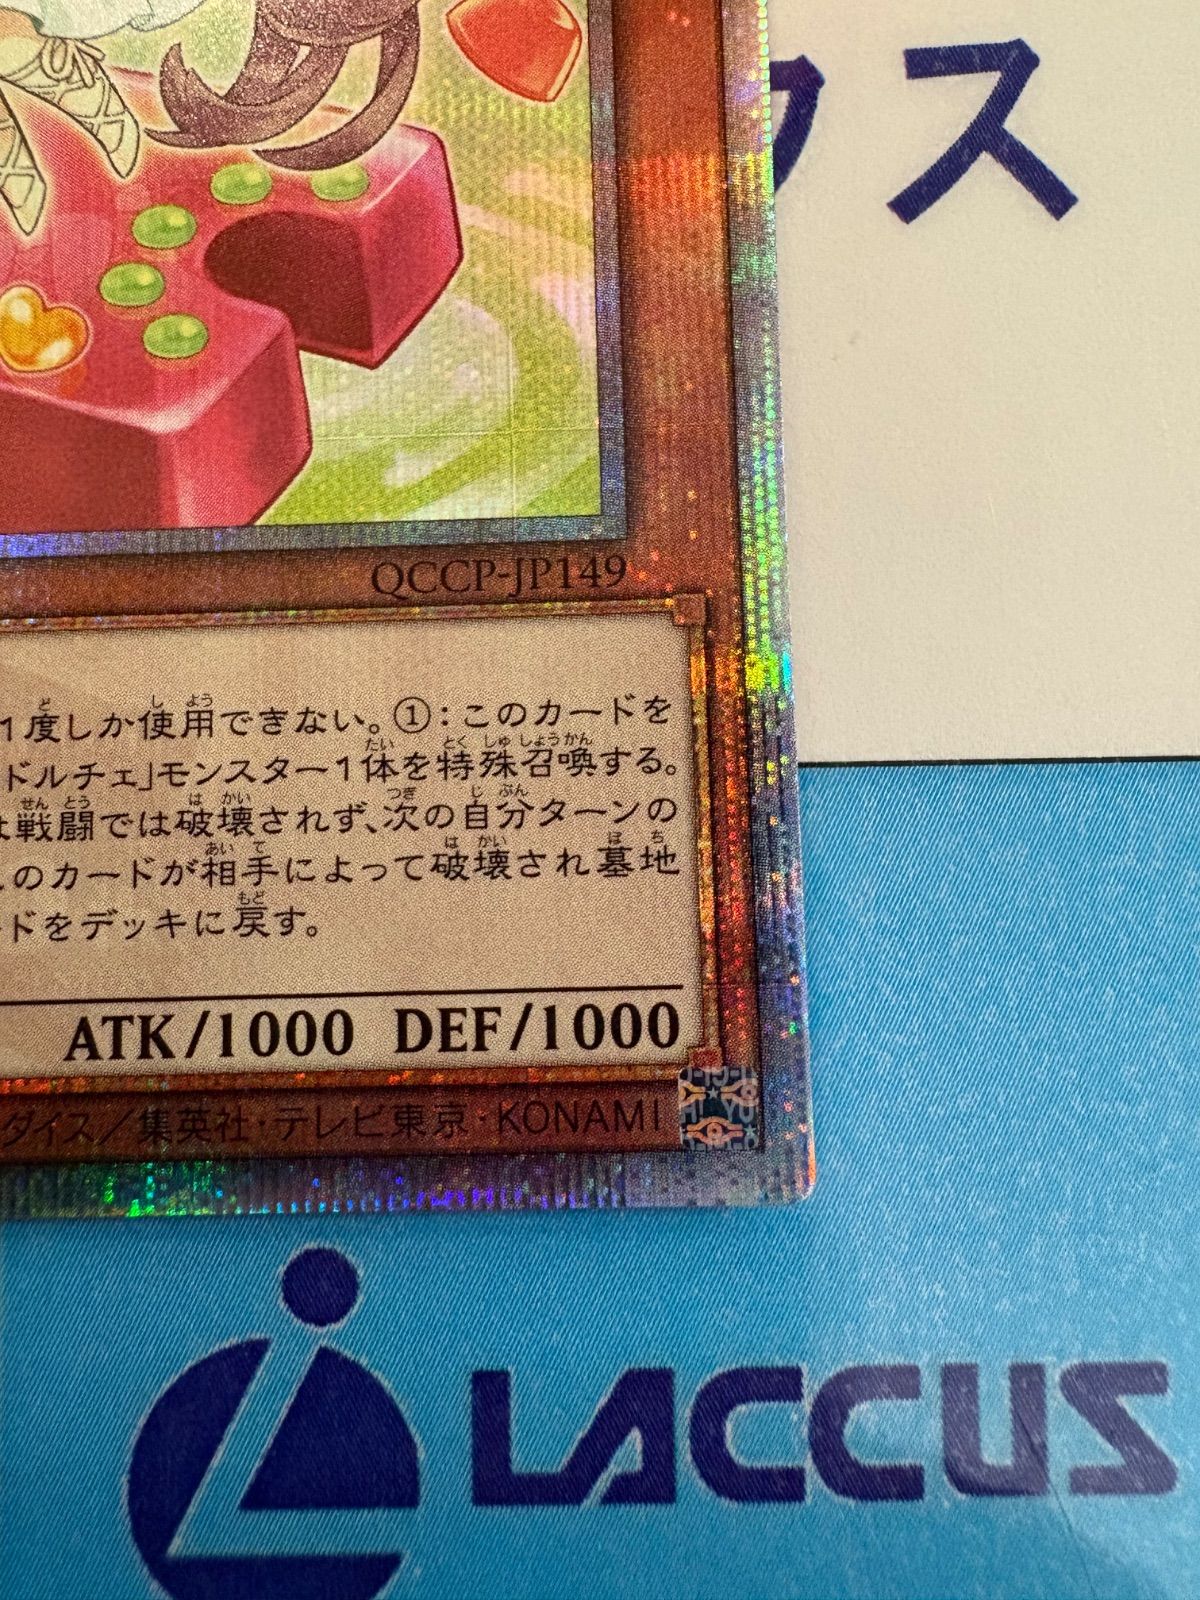 ックス
QCCP-JP149
1度しか使用できない。①：このカードを
ドルチェ」モンスター1体を特殊召喚する。
は戦闘では破壊されず、次の自分ターンの
このカードが相手によって破壊され墓地
ードをデッキに戻す。
ATK/1000 DEF/1000
ダイス／集英社・テレビ東京・KONAMI
LACCUS